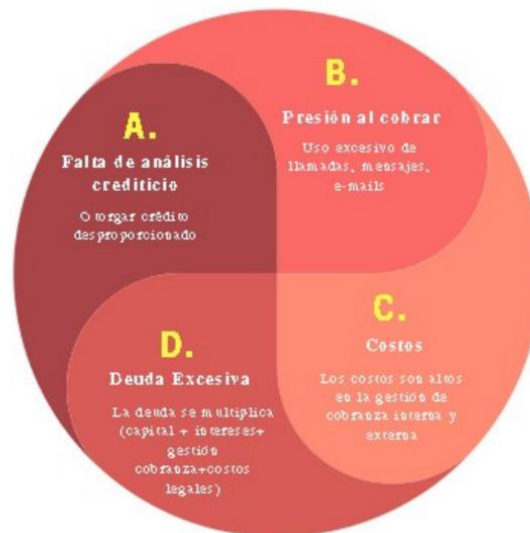 A.
Falta de análisis
crediticio
O torgar crédito
desproporcionado
B.
Presión al cobrar
Uso excesivo de
llamadas, mensajes,
e-mails
C.
Costos
Los costos son altos
en la gestión de
cobranza interna y
externa
D.
Deuda Excesiva
La deuda se multiplica
(capital + intereses+
gestión
cobranza+costos
legales)